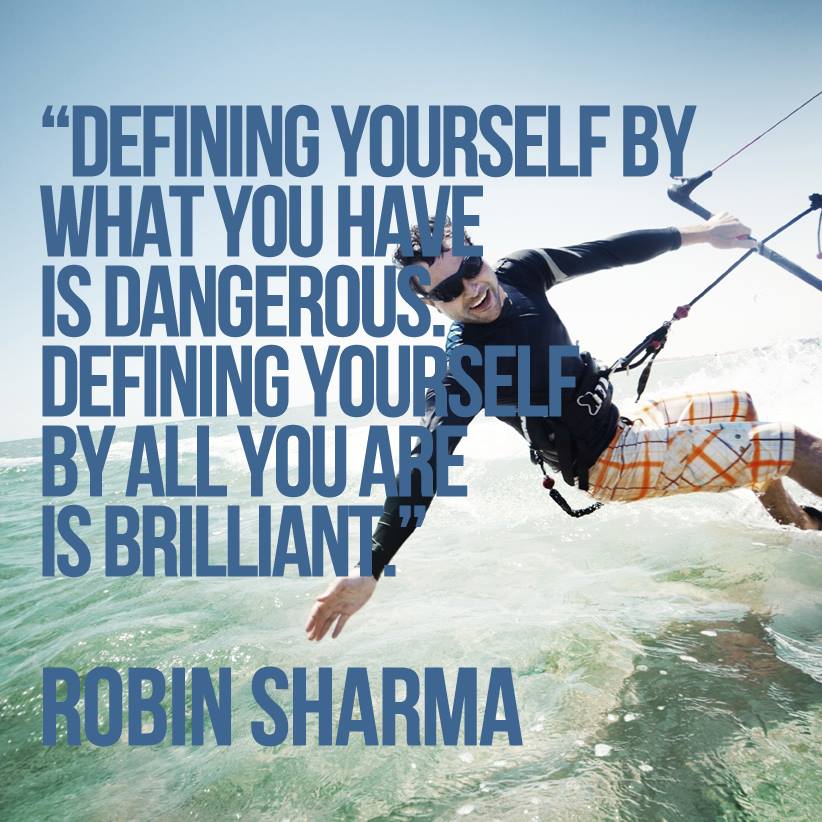 “DEFINING YOURSELF BY
WHAT YOU HAVE
IS DANGEROUS.
DEFINING YOURSELF
BY ALL YOU ARE
IS BRILLIANT.”
ROBIN SHARMA